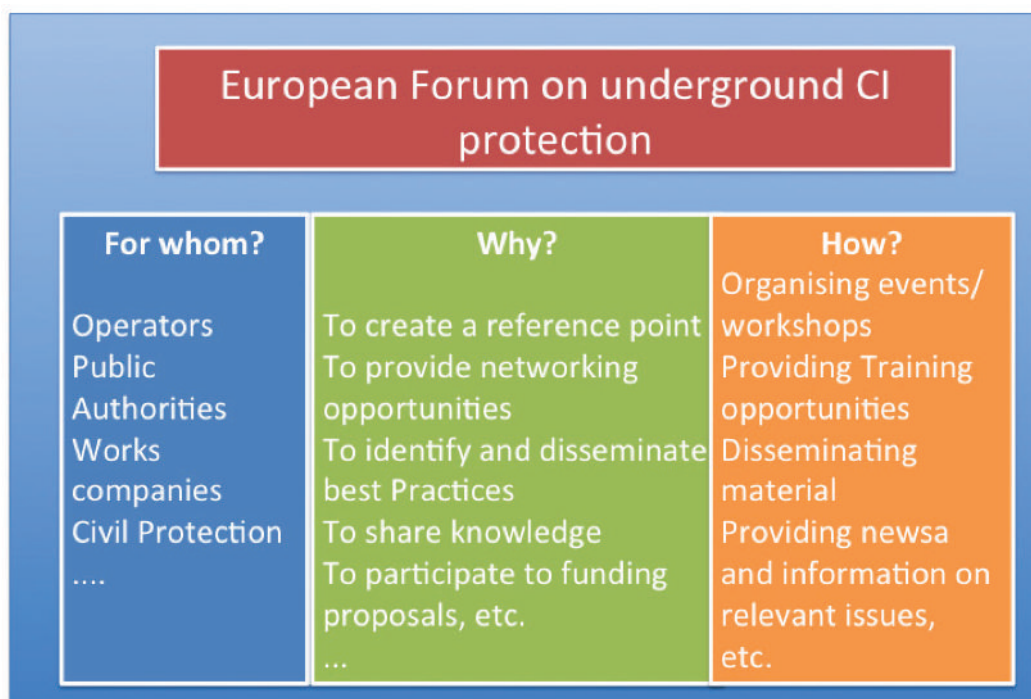 European Forum on underground CI
protection
For whom?
Operators
Public
Authorities
Works
companies
Civil Protection
....
Why?
To create a reference point
To provide networking
opportunities
To identify and disseminate
best Practices
To share knowledge
To participate to funding
proposals, etc.
...
How?
Organising events/
workshops
Providing Training
opportunities
Disseminating
material
Providing newsa
and information on
relevant issues,
etc.